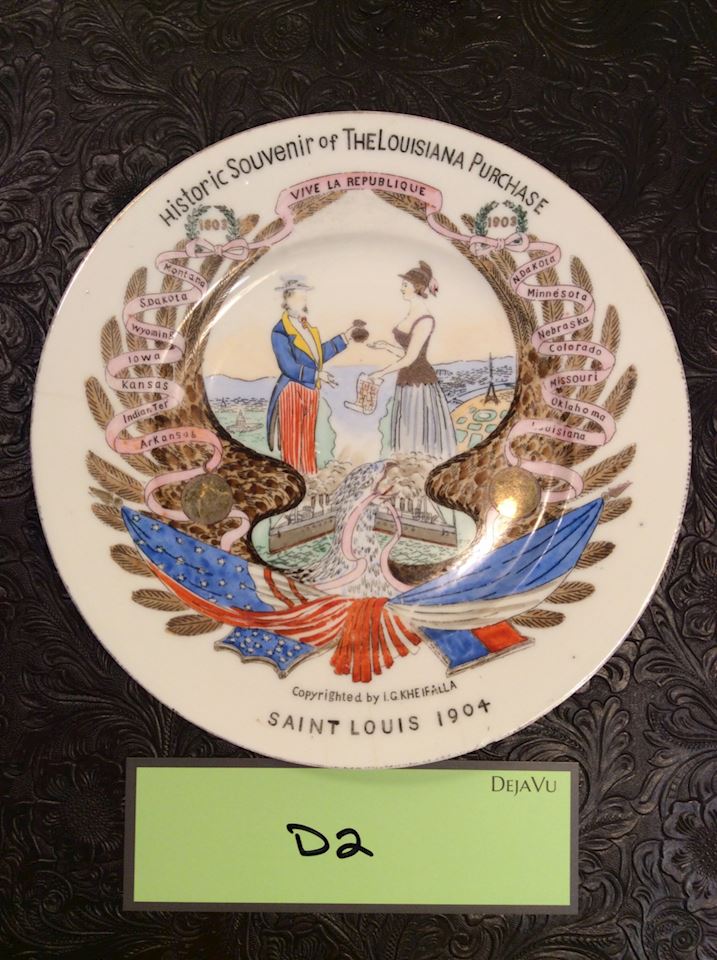 Historic Souvenir of THE LOUISIANA PURCHASE
VIVE LA REPUBLIQUE
1803
1903
Montana
S.Dakota
Wyoming
Iowa
Kansas
Indian Ter
Arkansas
N.Dakota
Minnesota
Nebraska
Colorado
Missouri
Oklahoma
Louisiana
Copyrighted by I.G.KHEIFALLA
SAINT LOUIS 1904
DEJAVU
D2